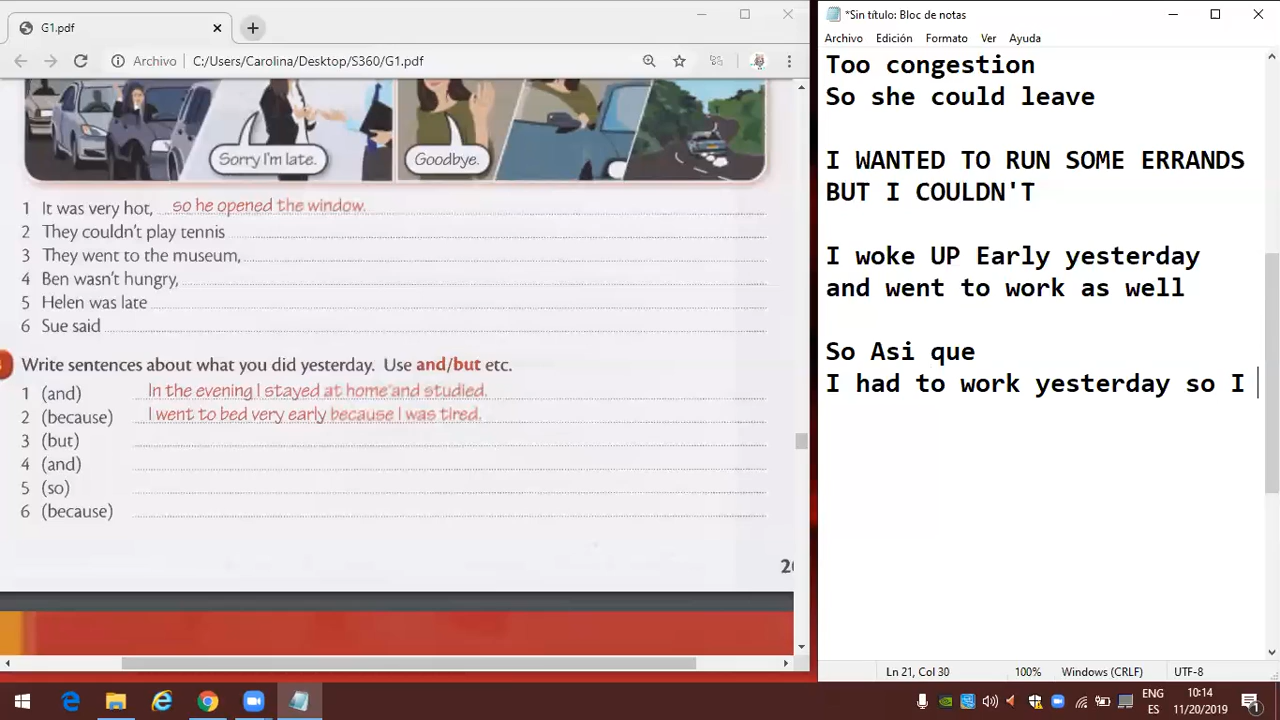 G1.pdf
Archivo
C:/Users/Carolina/Desktop/S360/G1.pdf
Sorry I'm late.
Goodbye.
1 It was very hot, so he opened the window.
2 They couldn't play tennis
3 They went to the museum,
4 Ben wasn't hungry,
5 Helen was late
6 Sue said
Write sentences about what you did yesterday. Use and/but etc.
1 (and) In the evening I stayed at home and studied.
2 (because) I went to bed very early because I was tired.
3 (but)
4 (and)
5 (so)
6 (because)
*Sin título: Bloc de notas
Archivo Edición Formato Ver Ayuda
Too congestion
So she could leave
I WANTED TO RUN SOME ERRANDS
BUT I COULDN'T
I woke UP Early yesterday
and went to work as well
So Asi que
I had to work yesterday so I
Ln 21, Col 30 100% Windows (CRLF) UTF-8
ENG
ES
10:14
11/20/2019